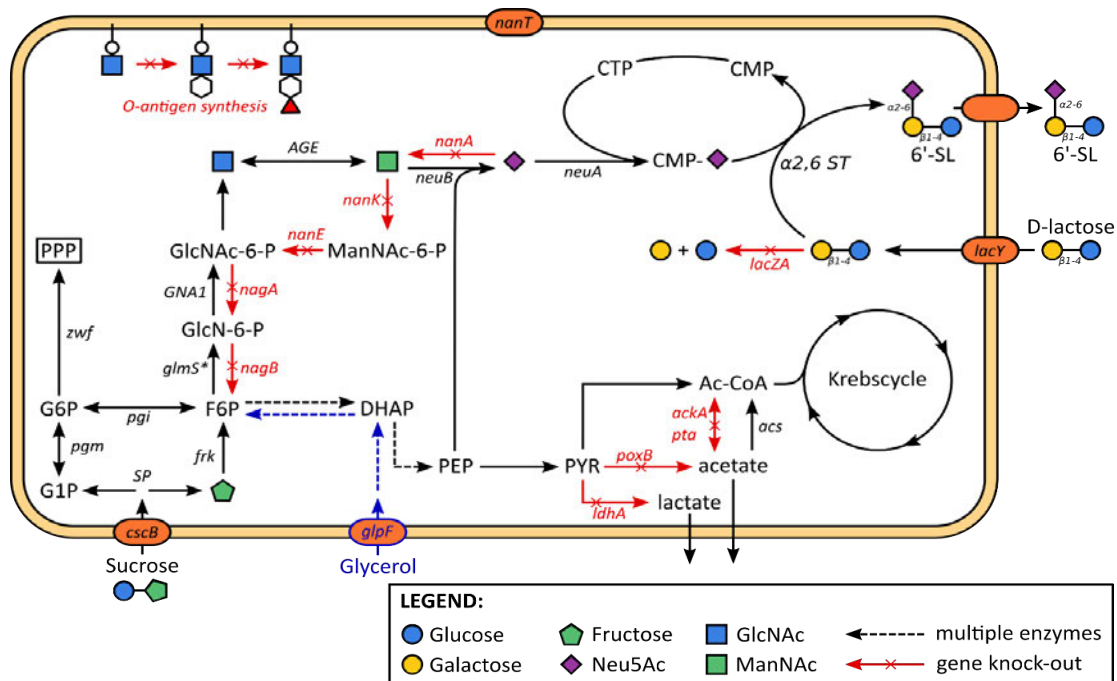 nanT
CTP
CMP
O-antigen synthesis
α2-6
β1-4
6'-SL
α2-6
β1-4
6'-SL
AGE
nanA
neuB
neuA
CMP-
α2,6 ST
nanK
D-lactose
GlcNAc-6-P
nanE
ManNAc-6-P
+
lacZA
β1-4
lacY
β1-4
PPP
GNA1
nagA
zwf
GlcN-6-P
glmS*
nagB
Ac-CoA
Krebscycle
G6P
pgi
F6P
DHAP
ackA
pta
acs
pgm
frk
PEP
PYR
poxB
acetate
G1P
SP
ldhA
lactate
cscB
glpF
Sucrose
Glycerol
LEGEND:
Glucose
Fructose
GlcNAc
multiple enzymes
Galactose
Neu5Ac
ManNAc
gene knock-out